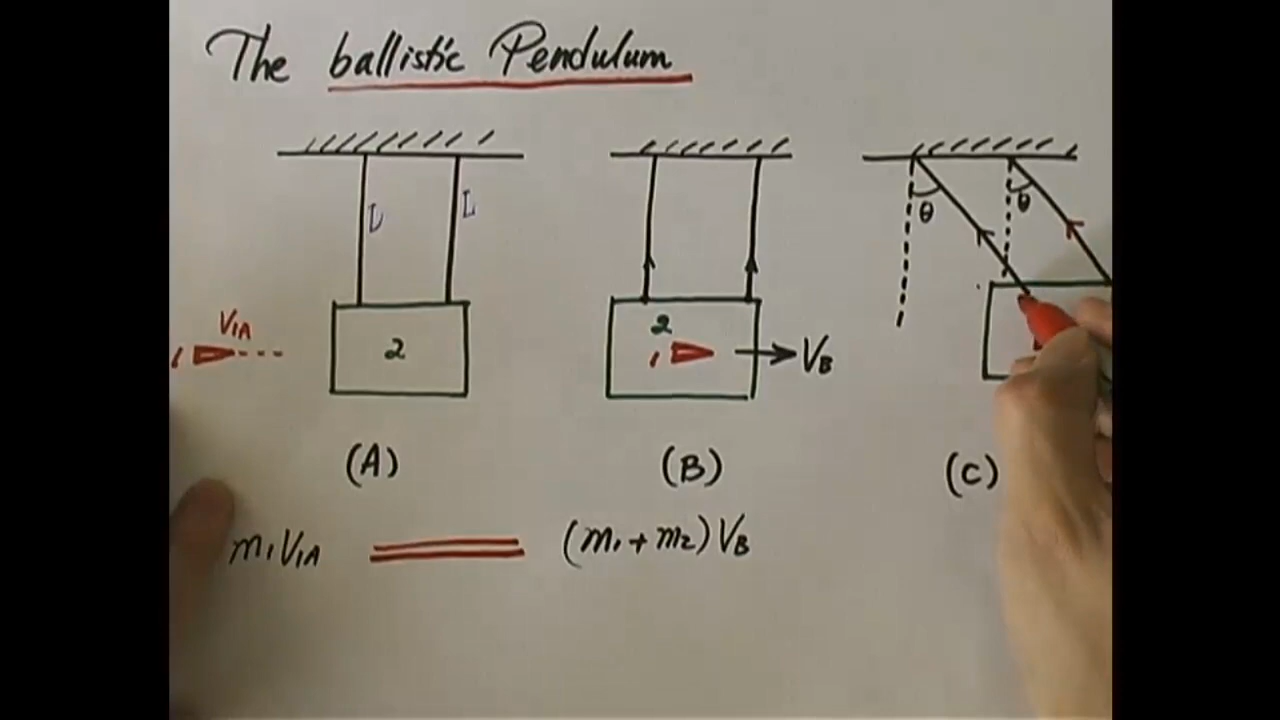 The ballistic Pendulum
L L
θ θ
V1A
1 2
2
1
VB
(A) (B) (C)
m1V1A = (m1 + m2) VB